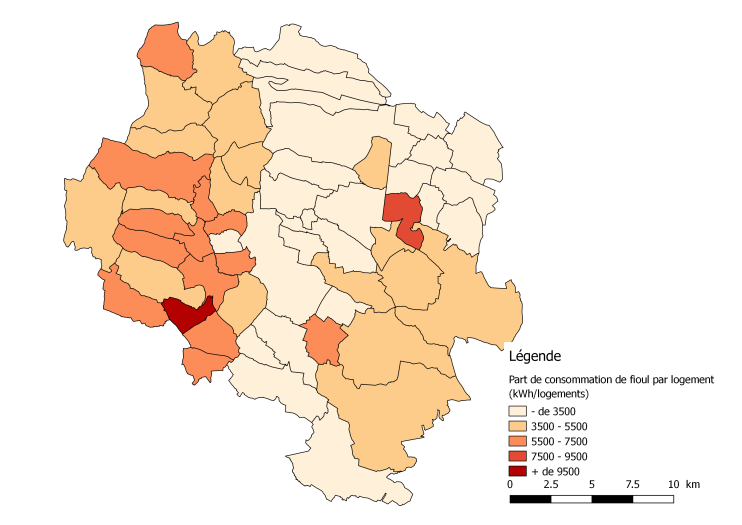 Légende
Part de consommation de fioul par logement
(kWh/logements)
- de 3500
3500 - 5500
5500 - 7500
7500 - 9500
+ de 9500
0 2.5 5 7.5 10 km